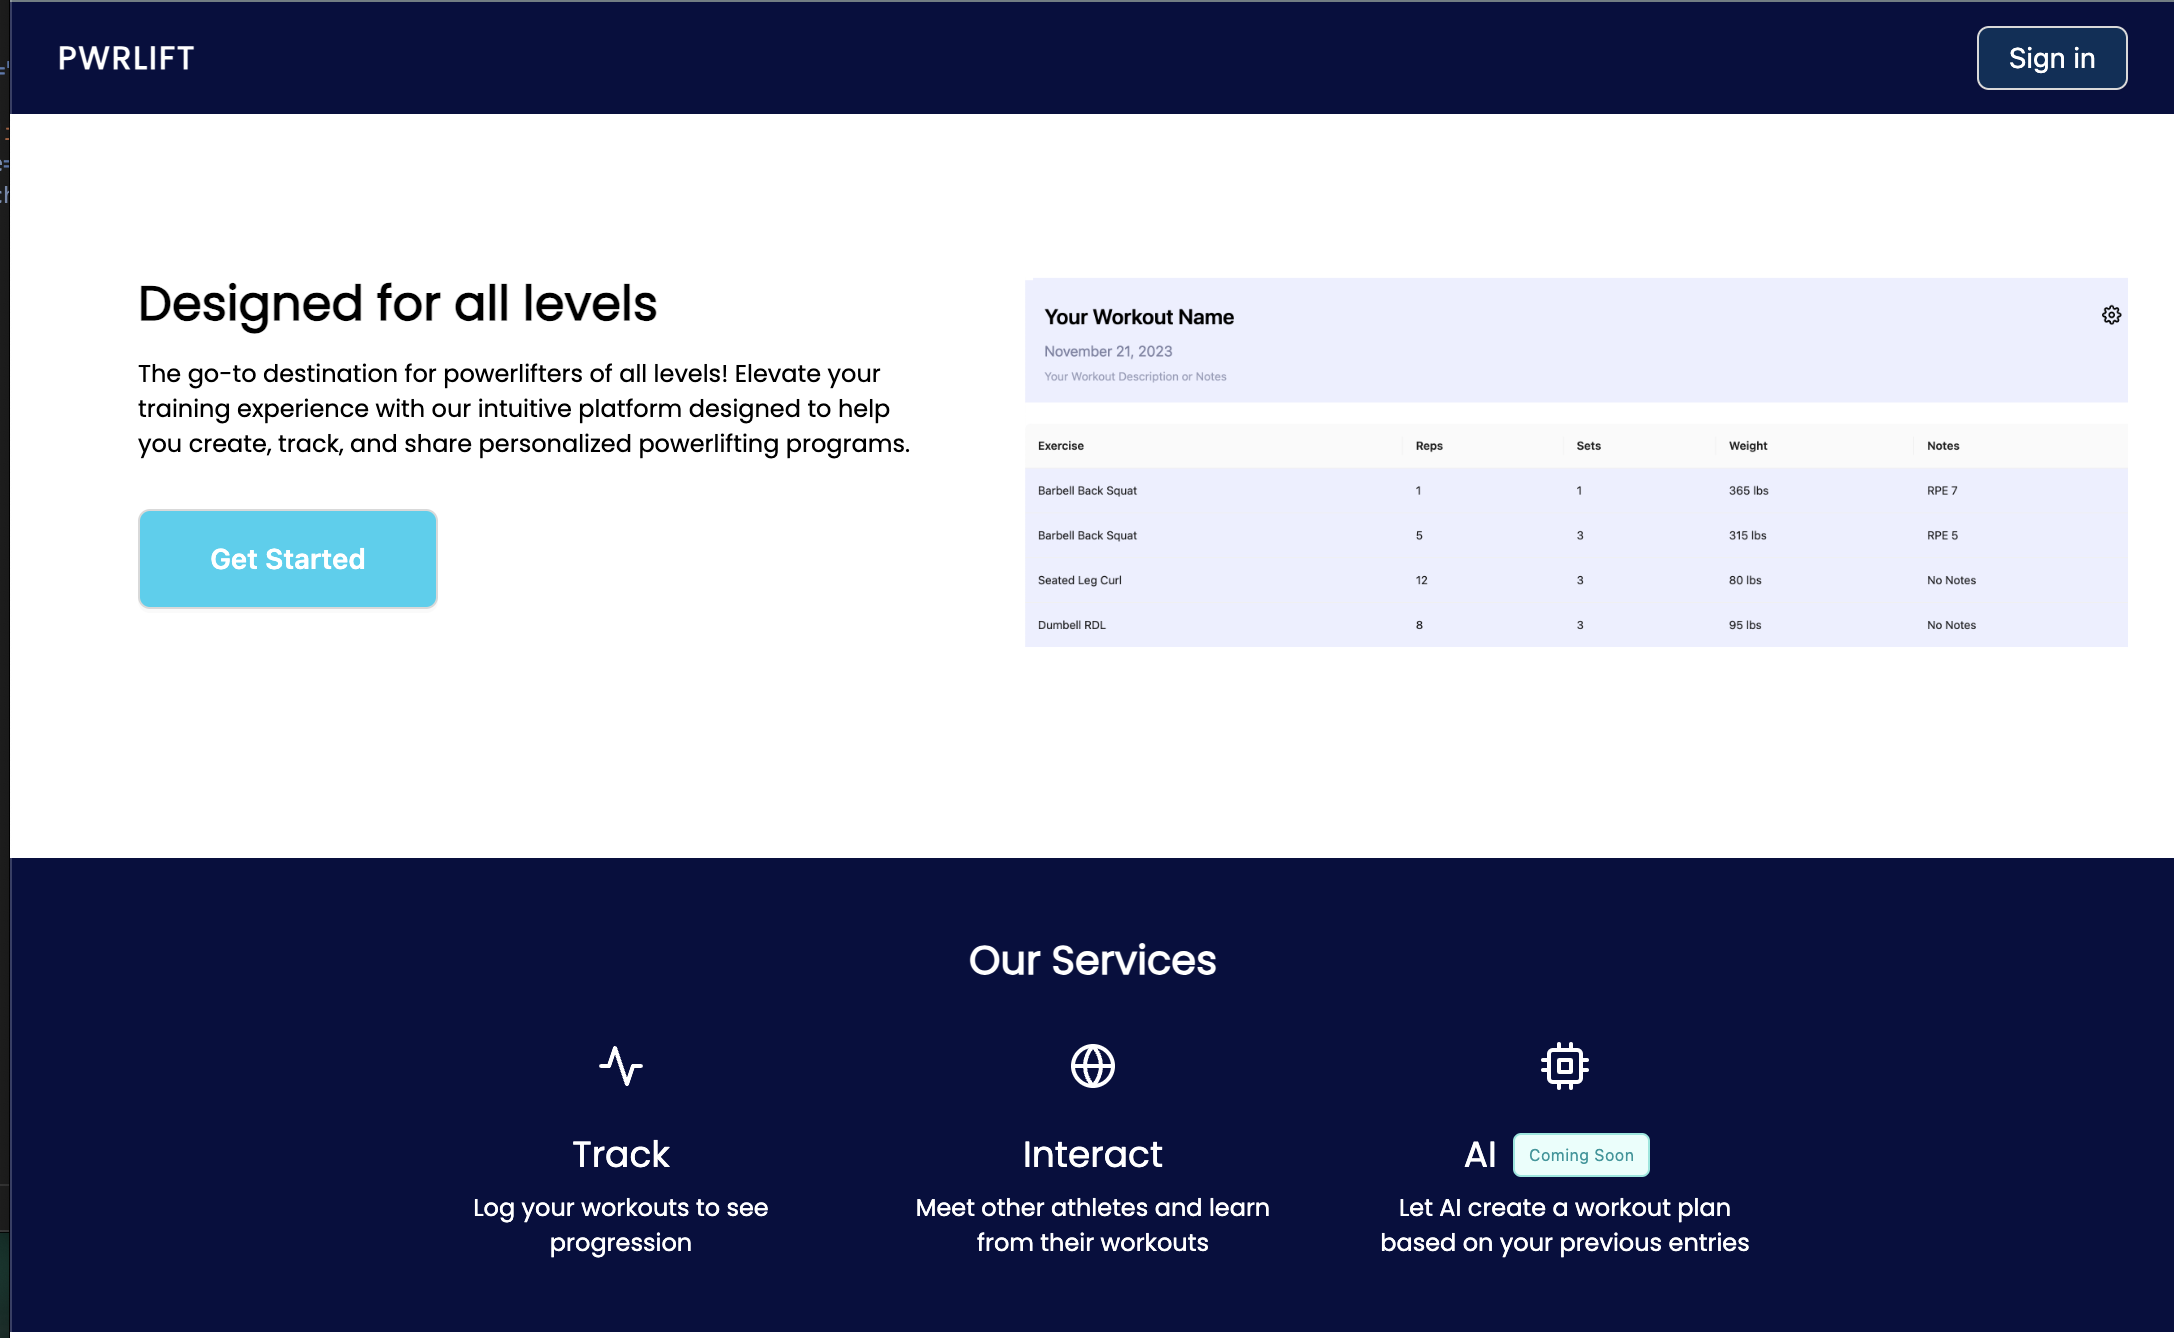 PWRLIFT
Sign in
Designed for all levels
The go-to destination for powerlifters of all levels! Elevate your
training experience with our intuitive platform designed to help
you create, track, and share personalized powerlifting programs.
Get Started
Your Workout Name
November 21, 2023
Your Workout Description or Notes
Exercise Reps Sets Weight Notes
Barbell Back Squat 1 1 365 lbs RPE 7
Barbell Back Squat 5 3 315 lbs RPE 5
Seated Leg Curl 12 3 80 lbs No Notes
Dumbell RDL 8 3 95 lbs No Notes
Our Services
Track
Log your workouts to see
progression
Interact
Meet other athletes and learn
from their workouts
AI Coming Soon
Let AI create a workout plan
based on your previous entries